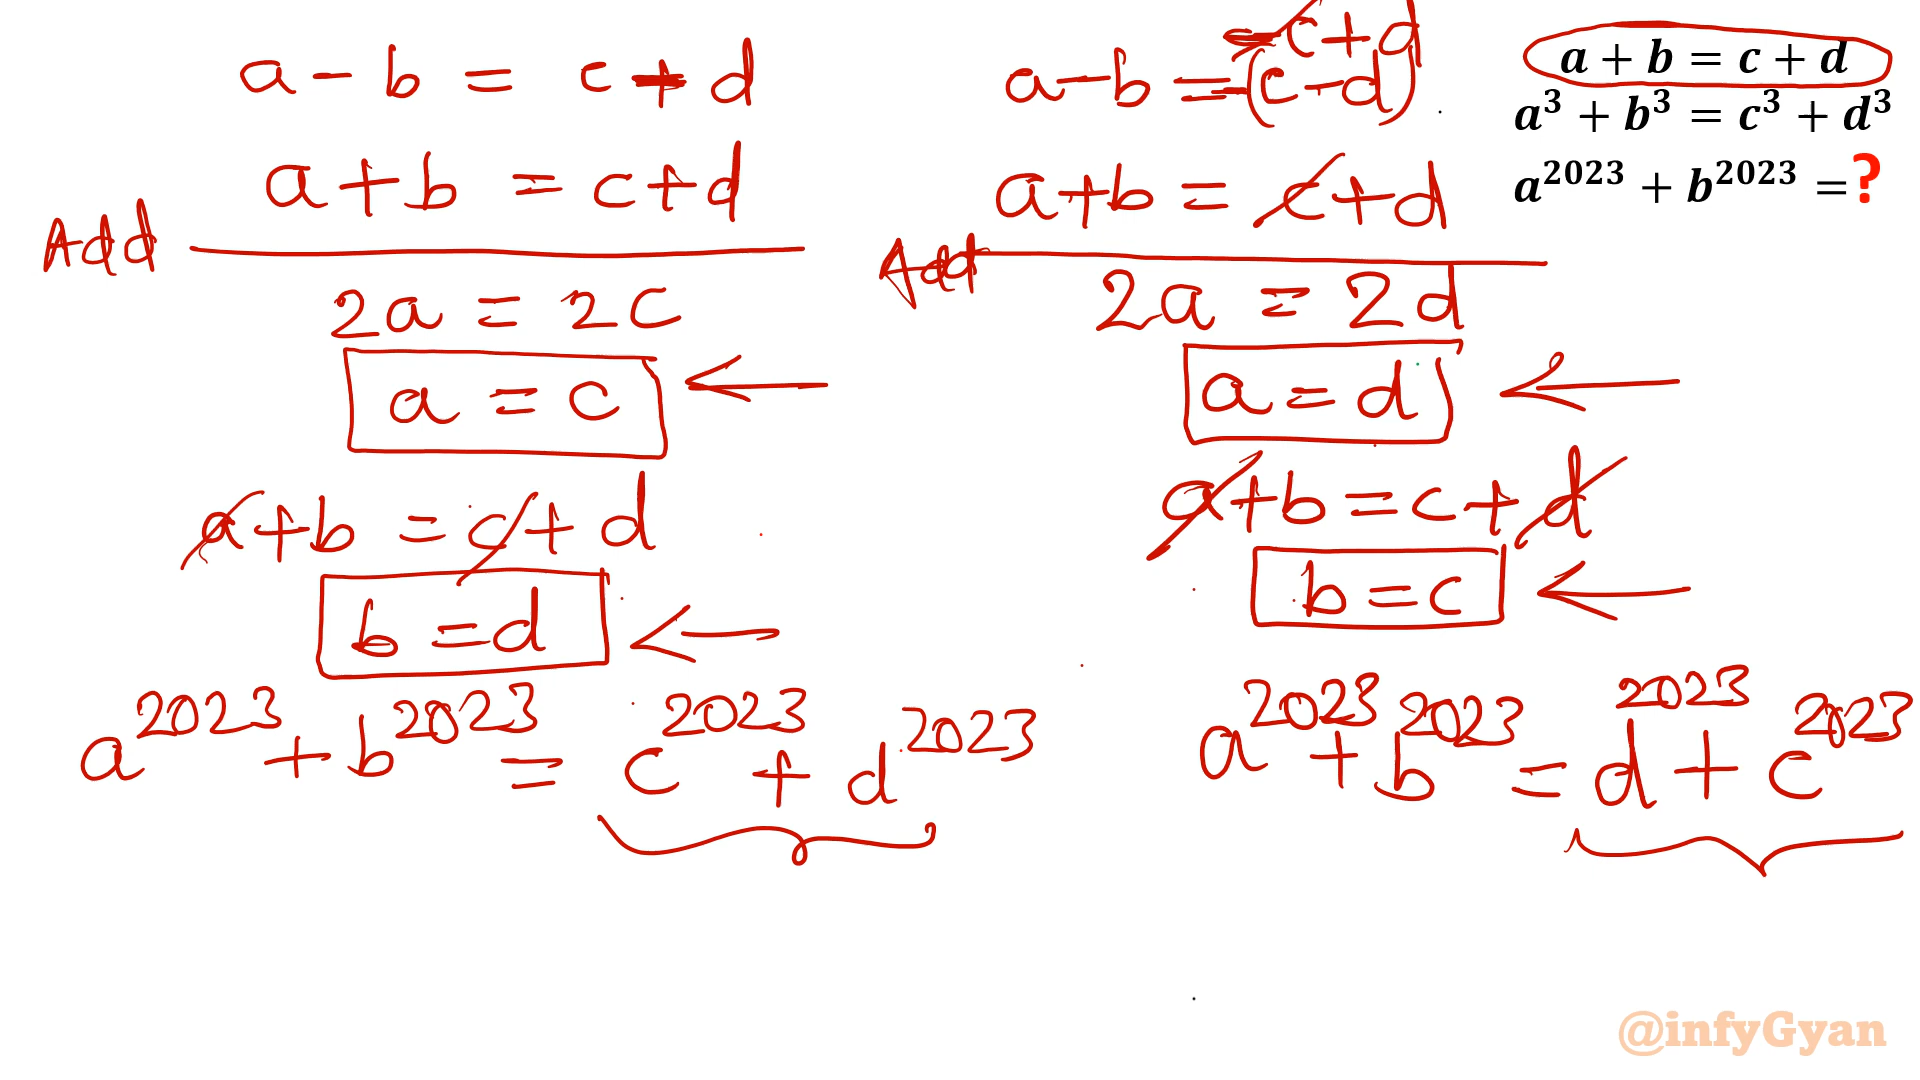 a + b = c + d
a³ + b³ = c³ + d³
a²⁰²³ + b²⁰²³ = ?
a - b = c - d
a + b = c + d
Add
2a = 2c
a = c
a + b = c + d
b = d
a²⁰²³ + b²⁰²³ = c²⁰²³ + d²⁰²³
= c + d
a - b = -(c - d)
a + b = c + d
Add
2a = 2d
a = d
a + b = c + d
b = c
a²⁰²³ + b²⁰²³ = d²⁰²³ + c²⁰²³
@infyGyan